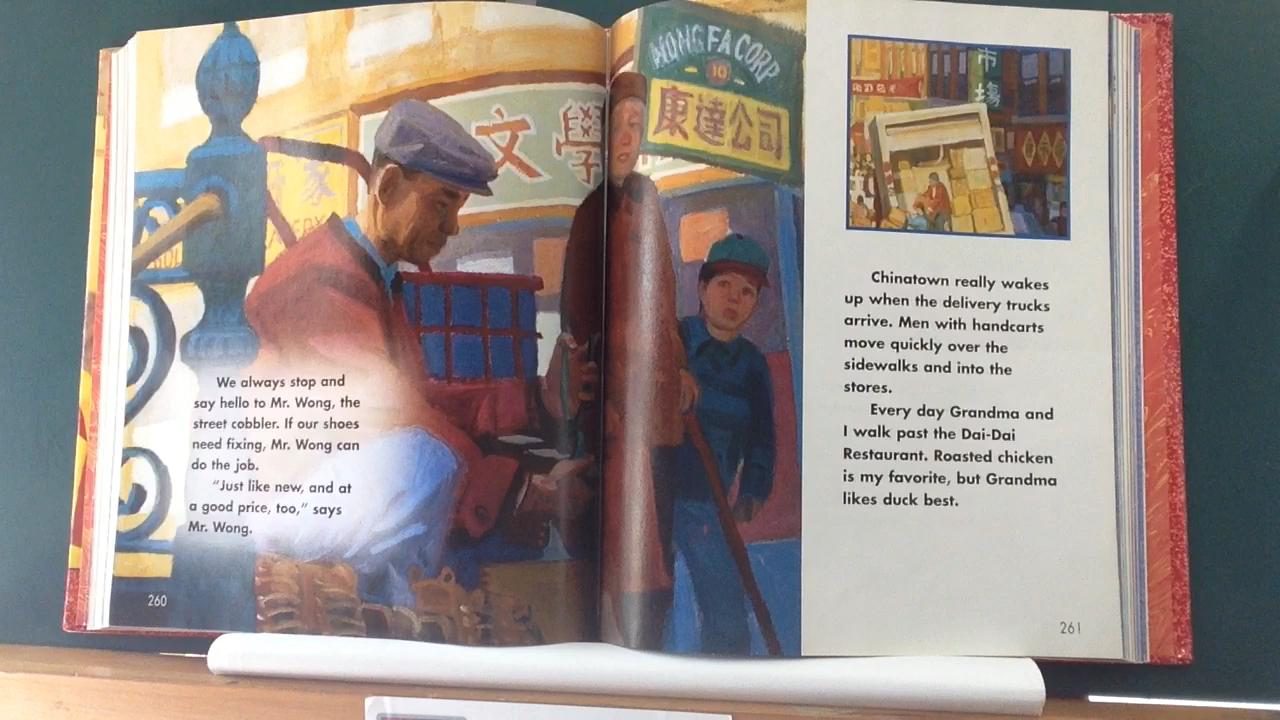 文學
WONG FA CORP
10
康達公司
市
場
We always stop and
say hello to Mr. Wong, the
street cobbler. If our shoes
need fixing, Mr. Wong can
do the job.
“Just like new, and at
a good price, too,” says
Mr. Wong.
260
Chinatown really wakes
up when the delivery trucks
arrive. Men with handcarts
move quickly over the
sidewalks and into the
stores.
Every day Grandma and
I walk past the Dai-Dai
Restaurant. Roasted chicken
is my favorite, but Grandma
likes duck best.
261